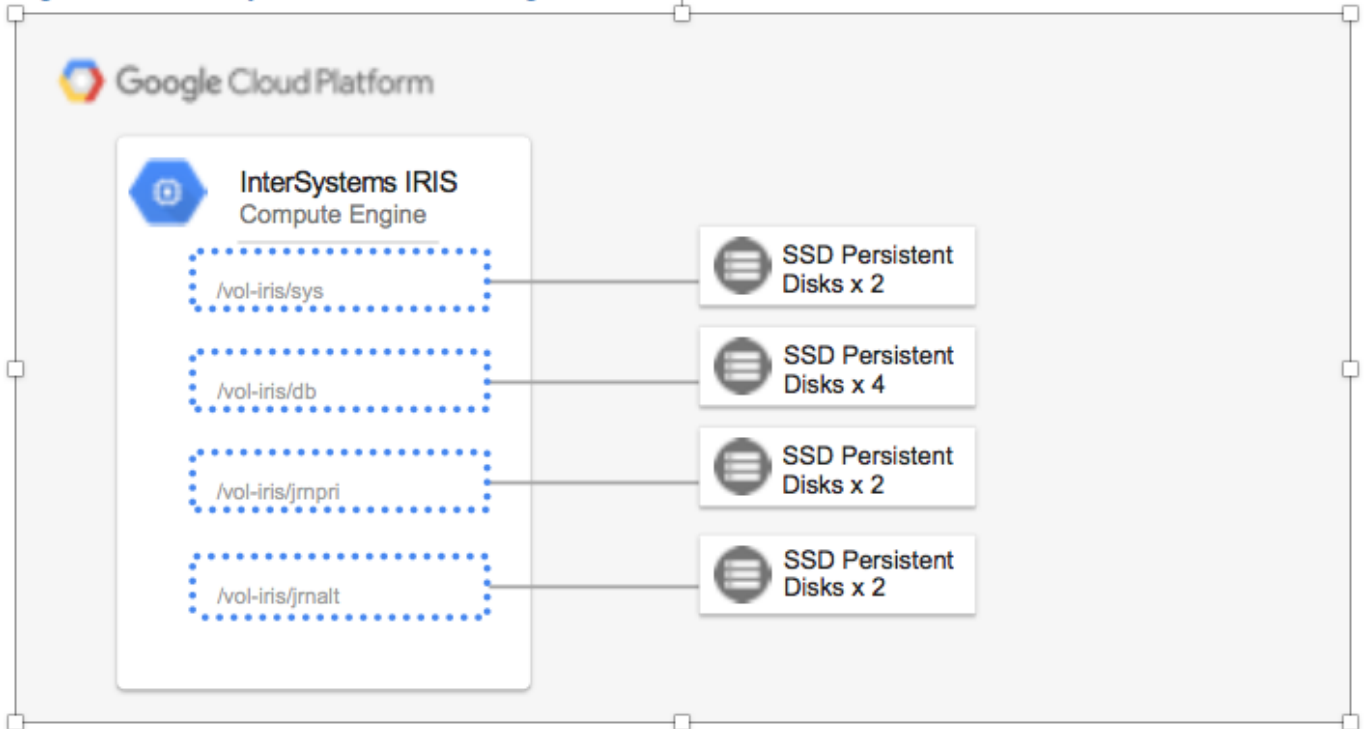 Google Cloud Platform
InterSystems IRIS
Compute Engine
/vol-iris/sys
SSD Persistent
Disks x 2
/vol-iris/db
SSD Persistent
Disks x 4
/vol-iris/jrnpri
SSD Persistent
Disks x 2
/vol-iris/jrnalt
SSD Persistent
Disks x 2